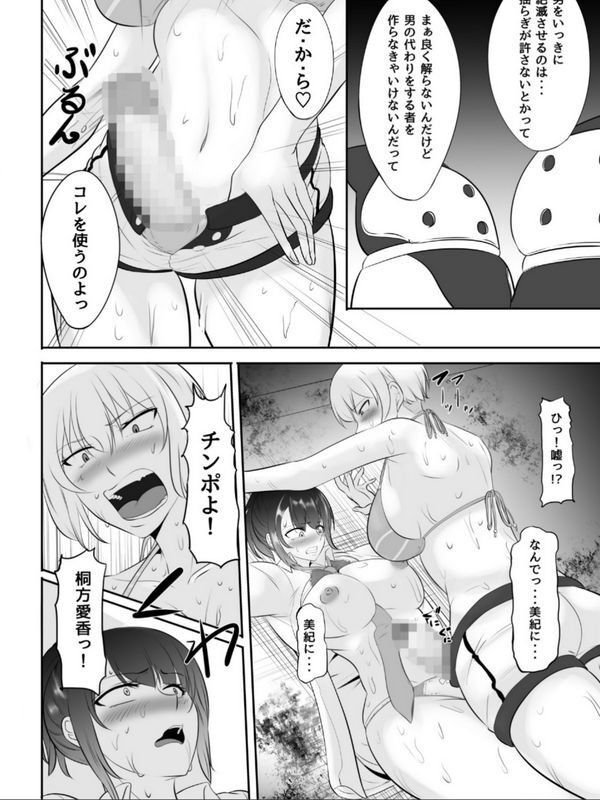 男をいっきに
絶滅させるのは・・・
揺らぎが許さないとかって
まぁ良く解らないんだけど
男の代わりをする者を
作らなきゃいけないんだって
だ・か・ら♡
ぶるん
コレを使うのよっ
ひっ！嘘っ!?
なんでっ・・・美紀に・・・
美紀に・・・
チンポよ！
くわっ
桐方愛香っ！